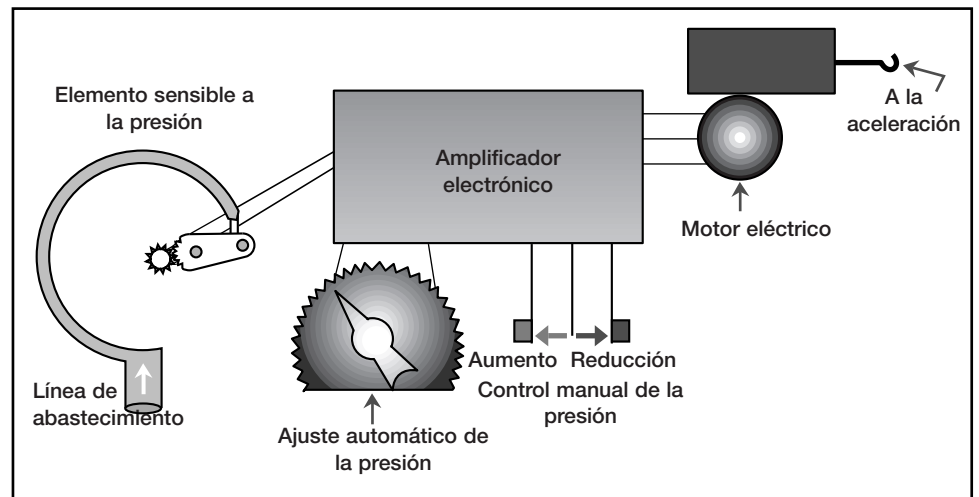 Elemento sensible a
la presión
Amplificador
electrónico
A la
aceleración
Motor eléctrico
Línea de
abastecimiento
Aumento Reducción
Control manual de la
presión
Ajuste automático de
la presión